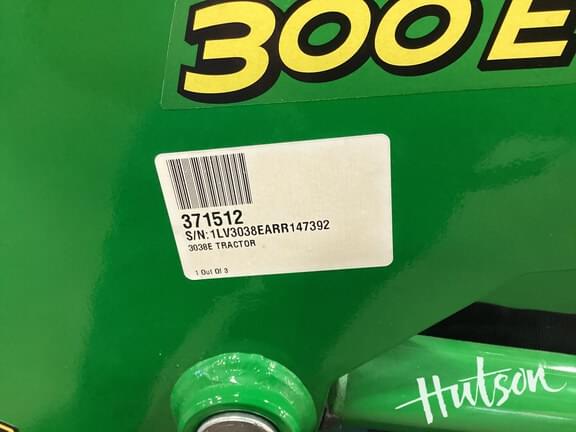 300E
371512
S/N:1LV3038EARR147392
3038E TRACTOR
1 Out Of 3
Hutson